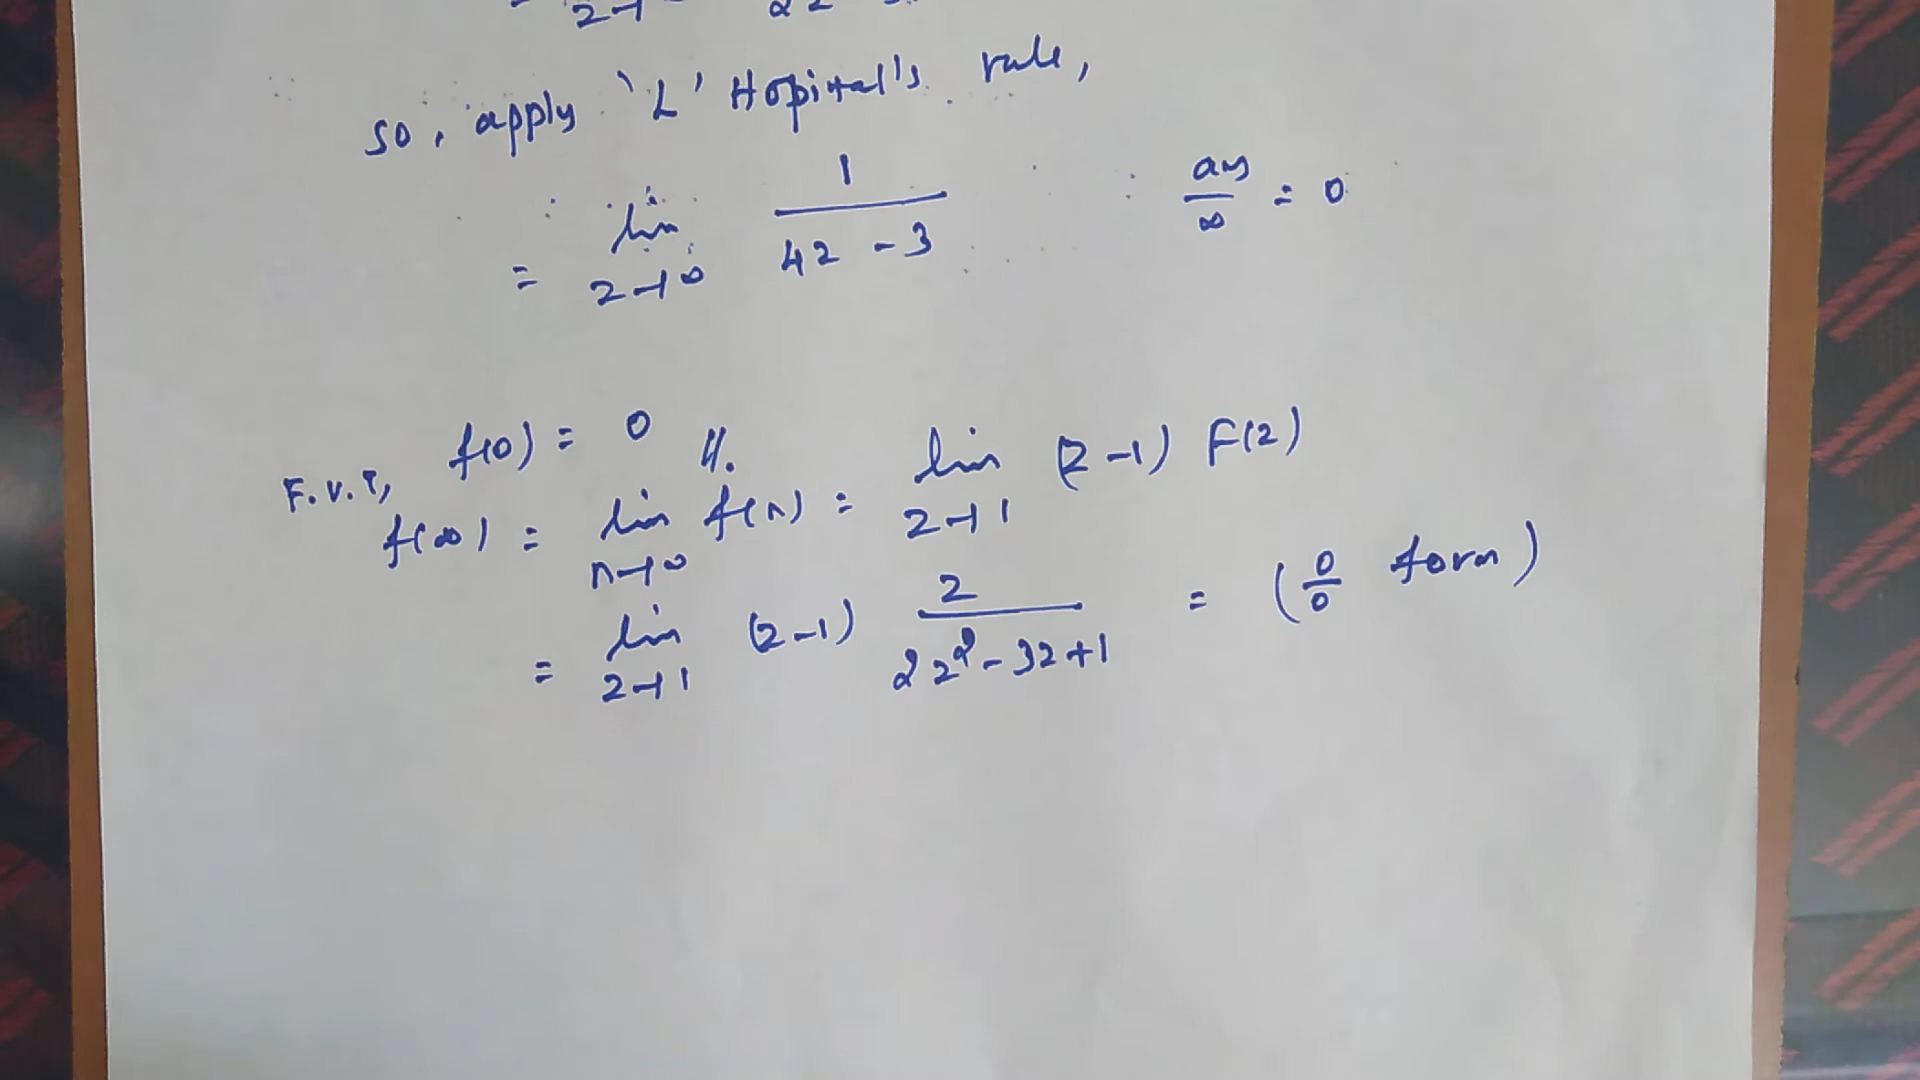 so, apply 'L' Hopital's rule,
= lim z→∞ 1/(4z - 3) any/∞ = 0
f(0) = 0 //.
F.V.T, f(∞) = lim n→∞ f(n) = lim z→1 (z-1) F(z)
= lim z→1 (z-1) z/(2z² - 3z + 1) = (0/0 form)